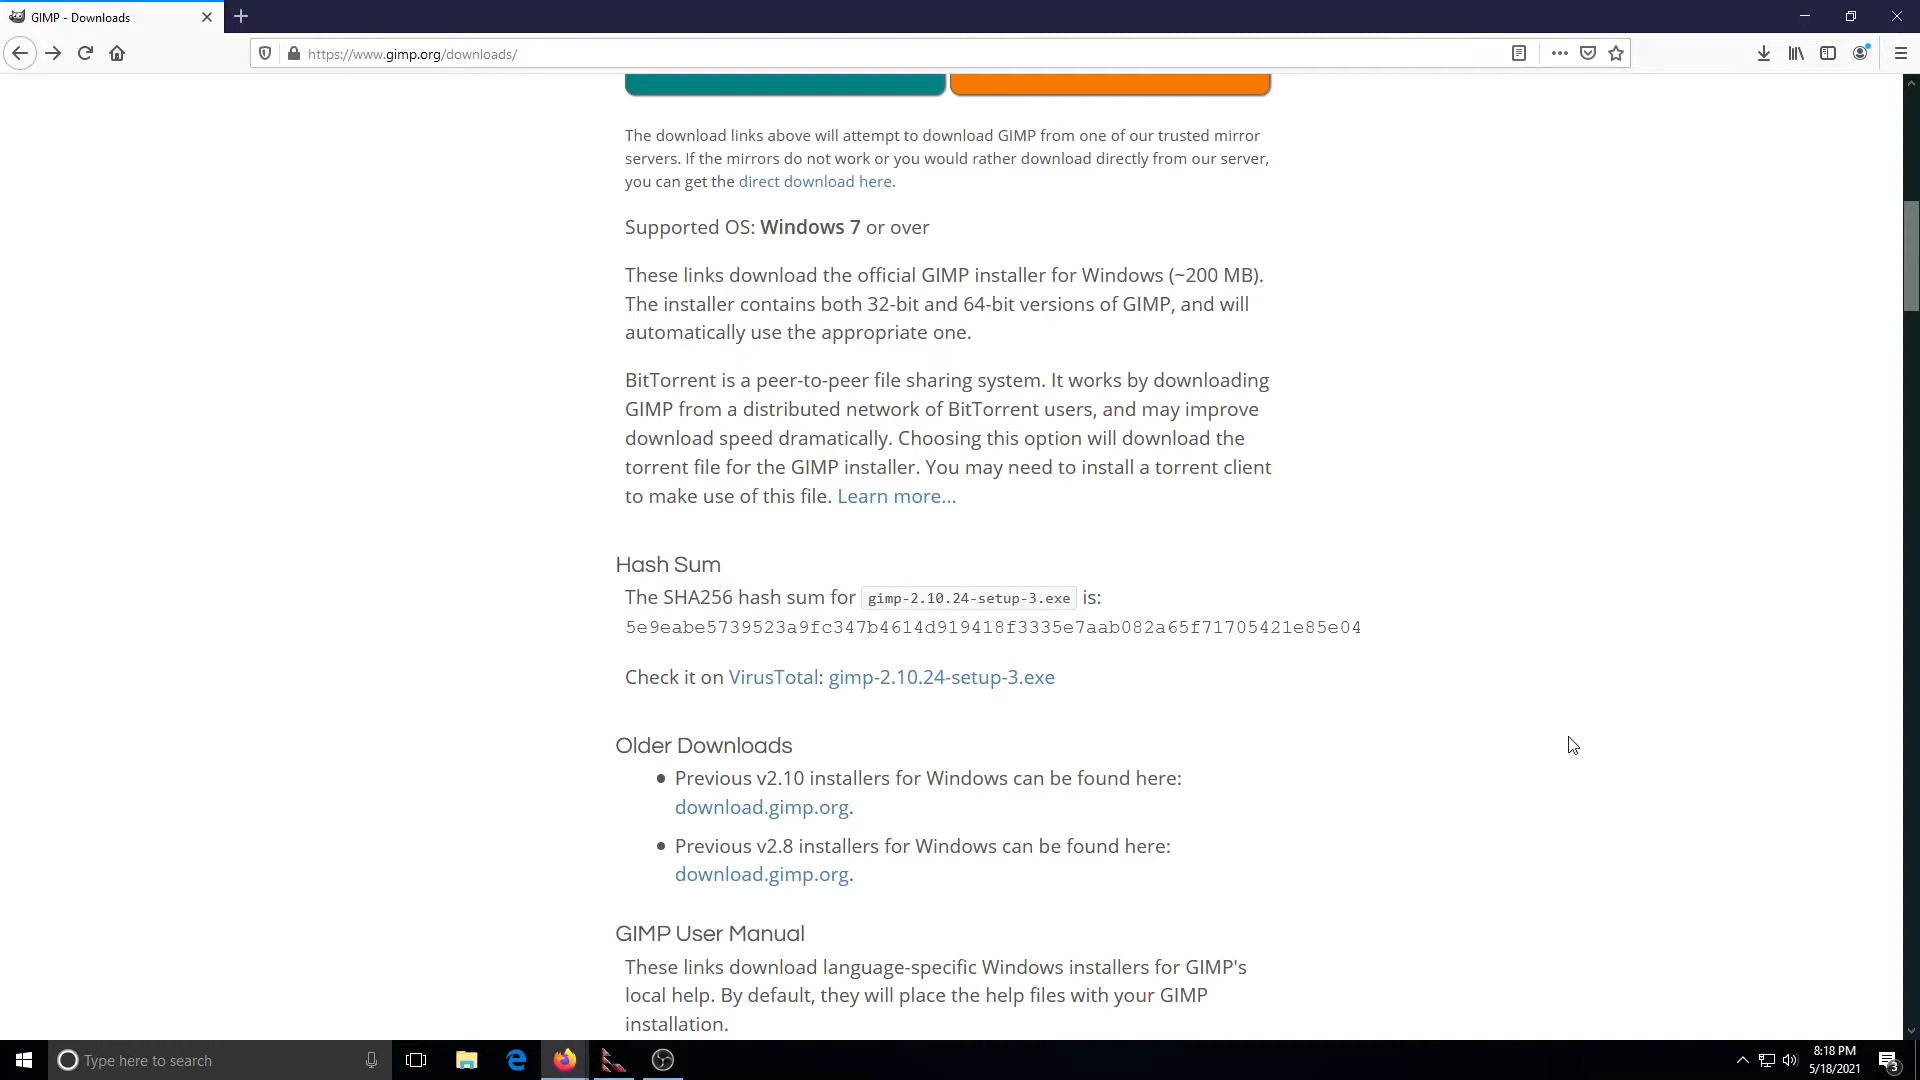 GIMP - Downloads
https://www.gimp.org/downloads/
The download links above will attempt to download GIMP from one of our trusted mirror
servers. If the mirrors do not work or you would rather download directly from our server,
you can get the direct download here.
Supported OS: Windows 7 or over
These links download the official GIMP installer for Windows (~200 MB).
The installer contains both 32-bit and 64-bit versions of GIMP, and will
automatically use the appropriate one.
BitTorrent is a peer-to-peer file sharing system. It works by downloading
GIMP from a distributed network of BitTorrent users, and may improve
download speed dramatically. Choosing this option will download the
torrent file for the GIMP installer. You may need to install a torrent client
to make use of this file. Learn more...
Hash Sum
The SHA256 hash sum for gimp-2.10.24-setup-3.exe is:
5e9eabe5739523a9fc347b4614d919418f3335e7aab082a65f71705421e85e04
Check it on VirusTotal: gimp-2.10.24-setup-3.exe
Older Downloads
Previous v2.10 installers for Windows can be found here:
download.gimp.org.
Previous v2.8 installers for Windows can be found here:
download.gimp.org.
GIMP User Manual
These links download language-specific Windows installers for GIMP's
local help. By default, they will place the help files with your GIMP
installation.
Type here to search
8:18 PM
5/18/2021
3